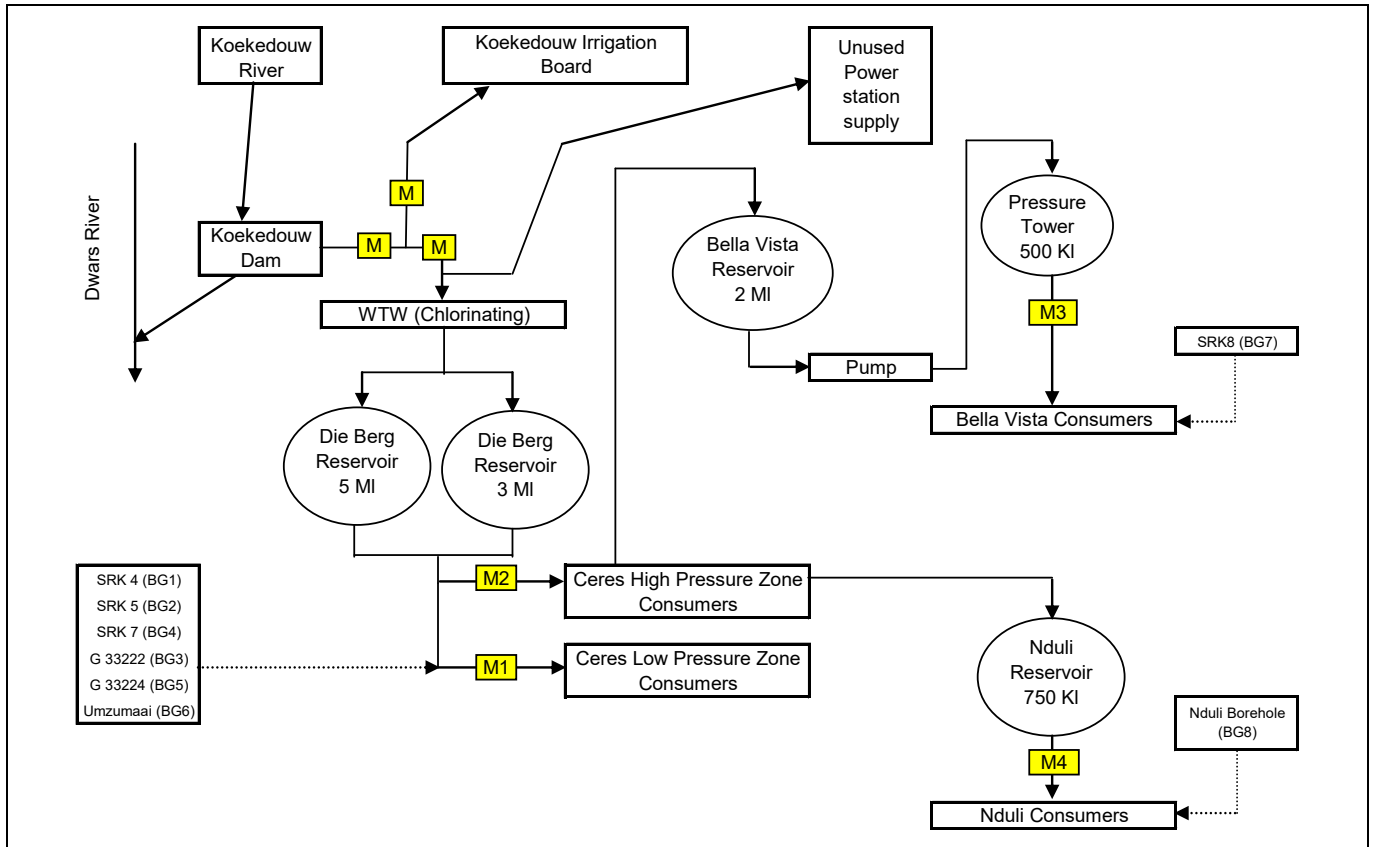 Koekedouw
River
Koekedouw Irrigation
Board
Unused
Power
station
supply
Dwars River
M
Koekedouw
Dam
M
M
WTW (Chlorinating)
Bella Vista
Reservoir
2 Ml
Pressure
Tower
500 Kl
M3
Pump
SRK8 (BG7)
Bella Vista Consumers
Die Berg
Reservoir
5 Ml
Die Berg
Reservoir
3 Ml
SRK 4 (BG1)
SRK 5 (BG2)
SRK 7 (BG4)
G 33222 (BG3)
G 33224 (BG5)
Umzumaai (BG6)
M2
Ceres High Pressure Zone
Consumers
M1
Ceres Low Pressure Zone
Consumers
Nduli
Reservoir
750 Kl
M4
Nduli Borehole
(BG8)
Nduli Consumers